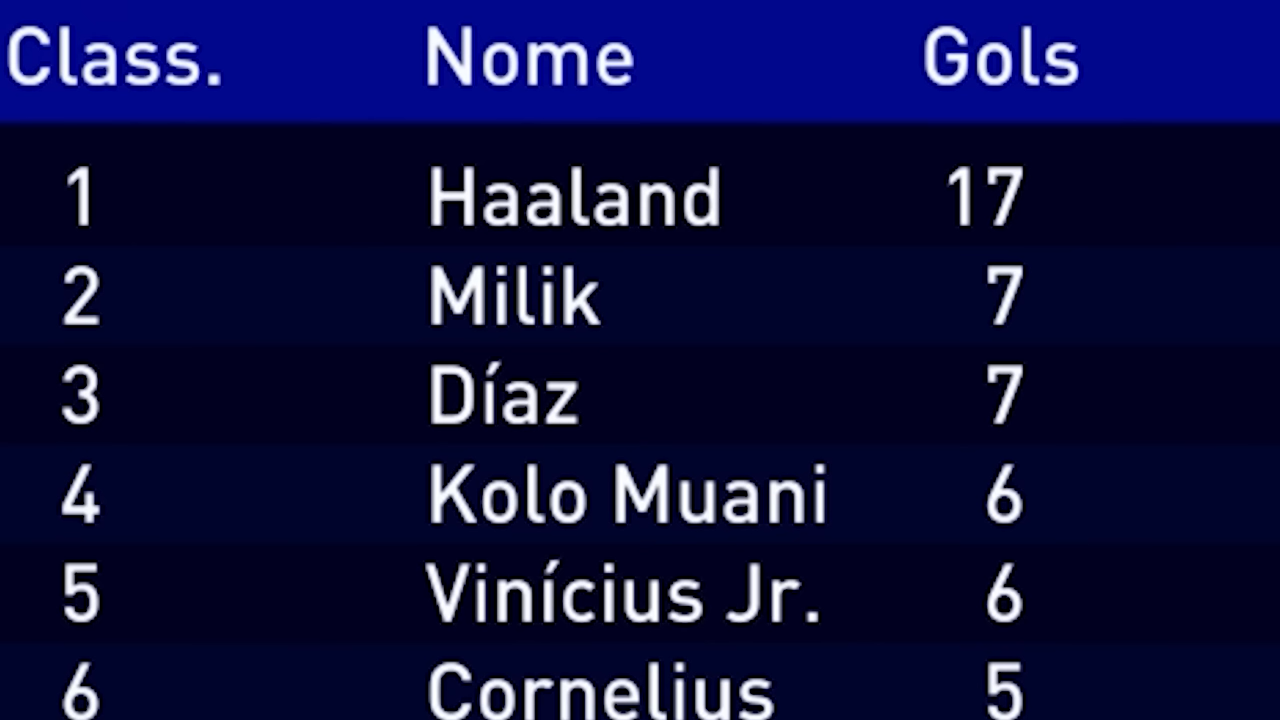 Class. Nome Gols
1 Haaland 17
2 Milik 7
3 Díaz 7
4 Kolo Muani 6
5 Vinícius Jr. 6
6 Cornelius 5